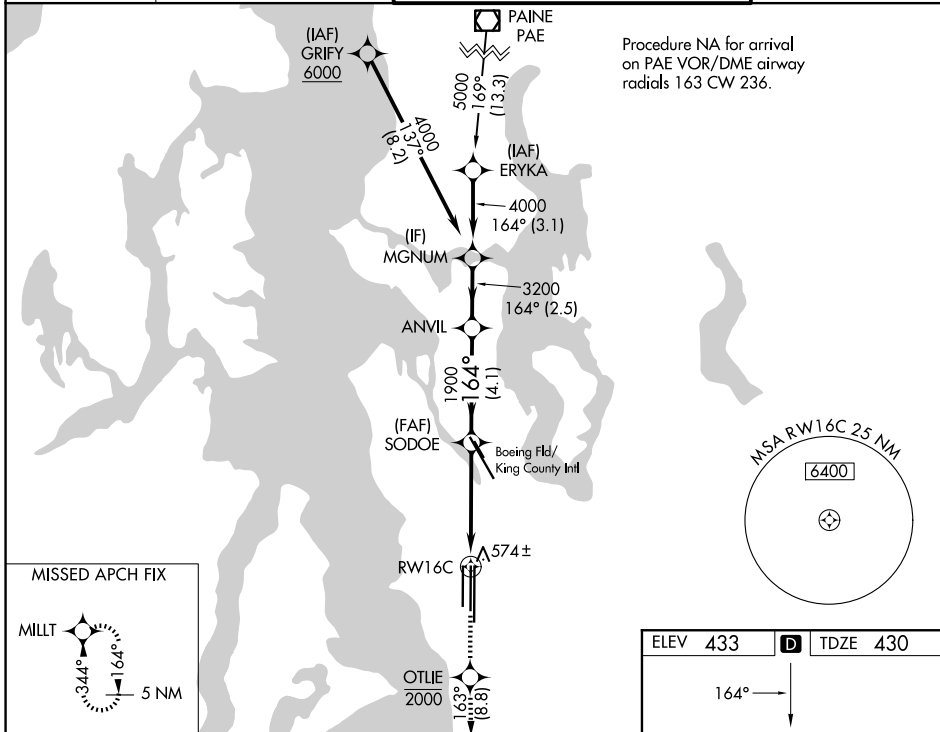 PAINE
PAE
(IAF)
GRIFY
6000
Procedure NA for arrival
on PAE VOR/DME airway
radials 163 CW 236.
5000
169°
(13.3)
4000
137°
(8.2)
(IAF)
ERYKA
4000
164° (3.1)
(IF)
MGNUM
3200
164° (2.5)
ANVIL
1900
164°
(4.1)
(FAF)
SODOE
Boeing Fld/
King County Intl
MSA RW16C 25 NM
6400
574±
RW16C
MISSED APCH FIX
MILLT
344°
164°
5 NM
OTLIE
2000
163°
(8.8)
ELEV 433 D TDZE 430
164°